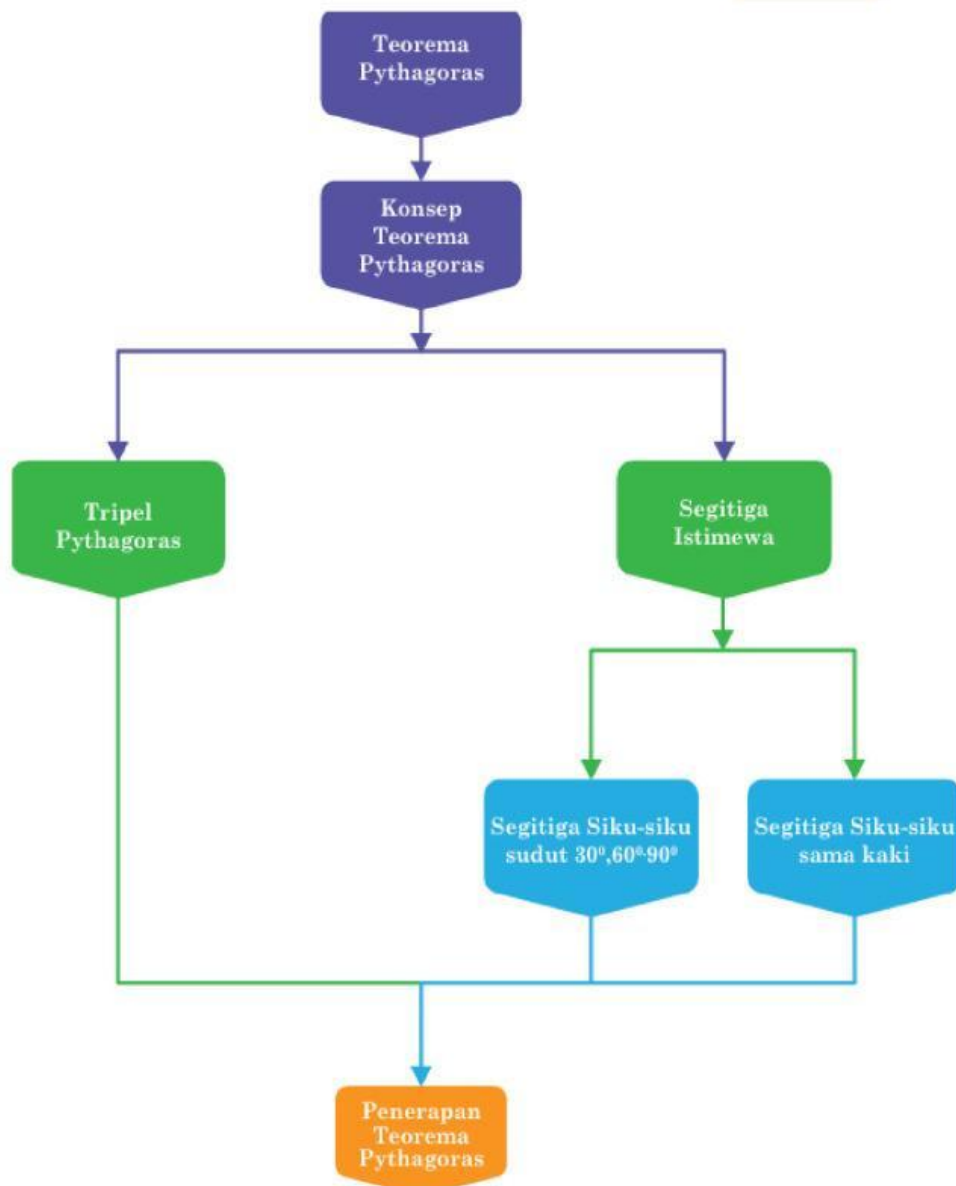 Teorema
Pythagoras
Konsep
Teorema
Pythagoras
Tripel
Pythagoras
Segitiga
Istimewa
Segitiga Siku-siku
sudut 30⁰,60⁰-90⁰
Segitiga Siku-siku
sama kaki
Penerapan
Teorema
Pythagoras